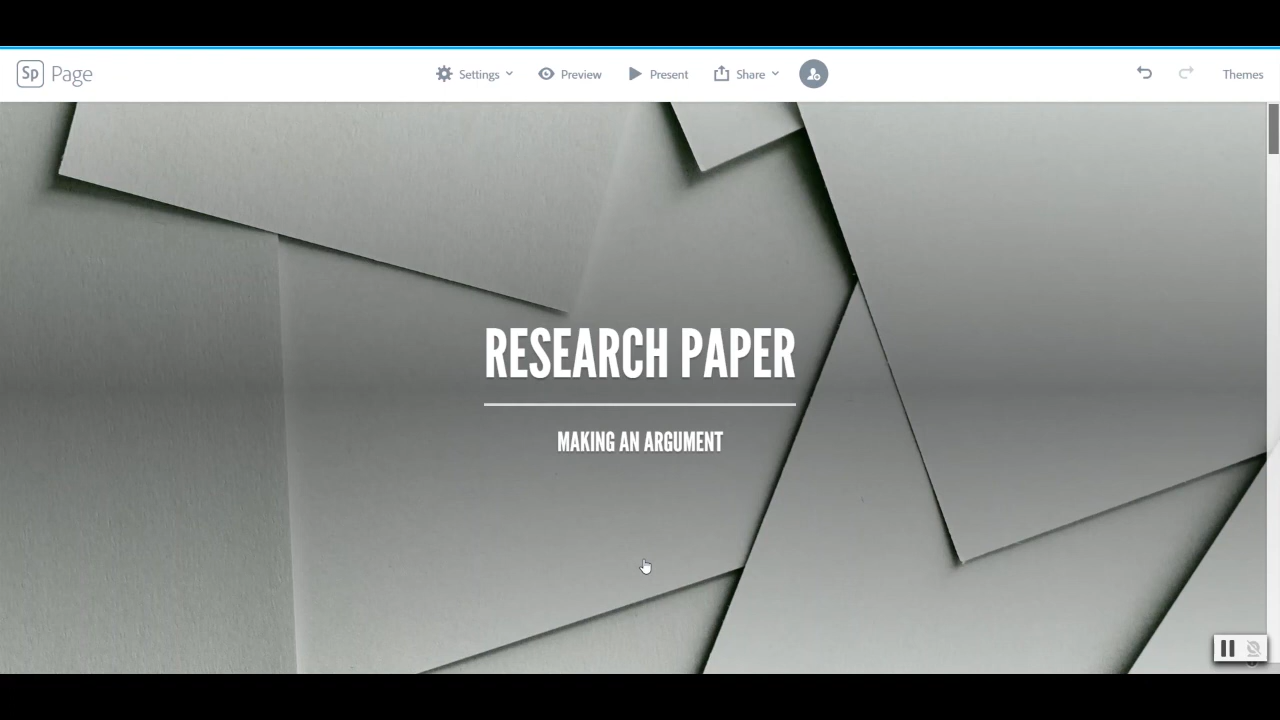 Sp Page Settings Preview Present Share Themes
RESEARCH PAPER
MAKING AN ARGUMENT